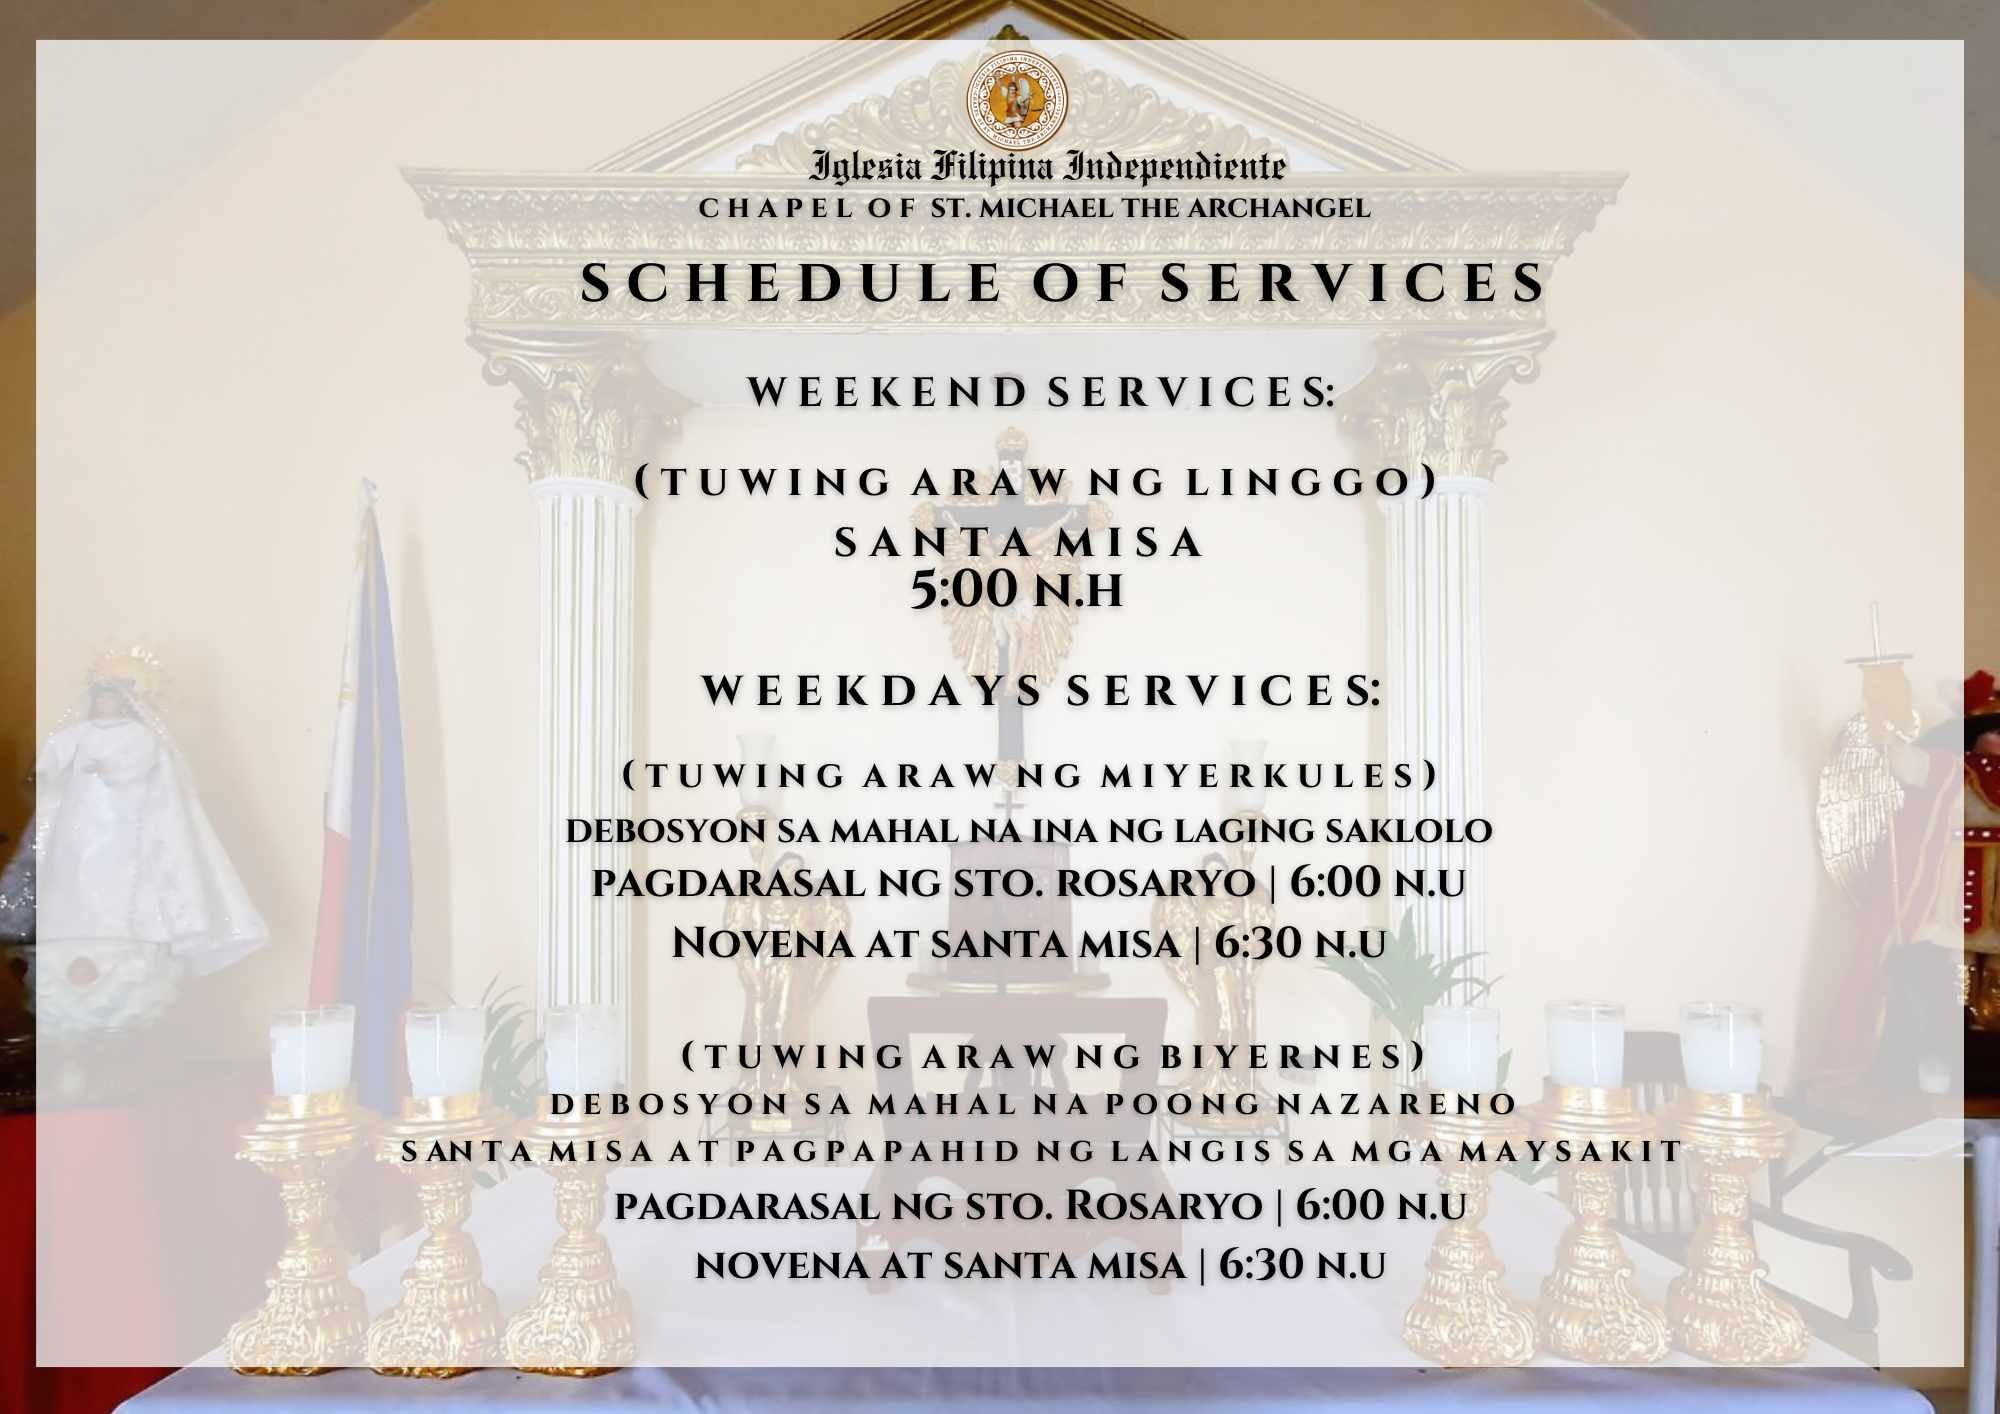 Iglesia Filipina Independiente
CHAPEL OF ST. MICHAEL THE ARCHANGEL
SCHEDULE OF SERVICES
WEEKEND SERVICES:
(TUWING ARAW NG LINGGO)
SANTA MISA
5:00 N.H
WEEKDAYS SERVICES:
(TUWING ARAW NG MIYERKULES)
DEBOSYON SA MAHAL NA INA NG LAGING SAKLOLO
PAGDARASAL NG STO. ROSARYO | 6:00 N.U
NOVENA AT SANTA MISA | 6:30 N.U
(TUWING ARAW NG BIYERNES)
DEBOSYON SA MAHAL NA POONG NAZARENO
SANTA MISA AT PAGPAPAHID NG LANGIS SA MGA MAYSAKIT
PAGDARASAL NG STO. ROSARYO | 6:00 N.U
NOVENA AT SANTA MISA | 6:30 N.U